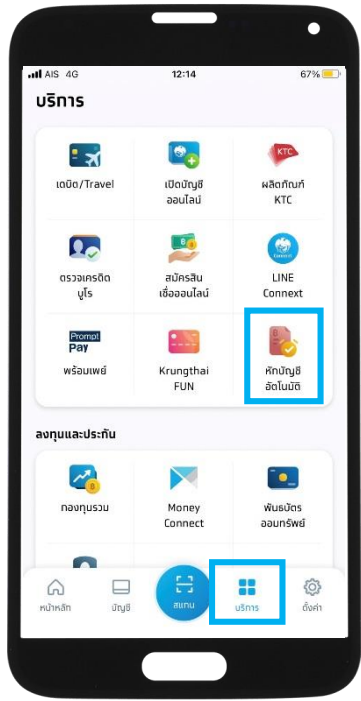 AIS 4G 12:14 67%
บริการ
KTC
เดบิต/Travel เปิดบัญชี ผลิตภัณฑ์
ออนไลน์ KTC
Connext
ตรวจเครดิต สมัครสิน LINE
บูโร เชื่อออนไลน์ Connext
Prompt
Pay
พร้อมเพย์ Krungthai หักบัญชี
FUN อัตโนมัติ
ลงทุนและประกัน
กองทุนรวม Money พันธบัตร
Connect ออมทรัพย์
หน้าหลัก บัญชี สแกน บริการ ตั้งค่า